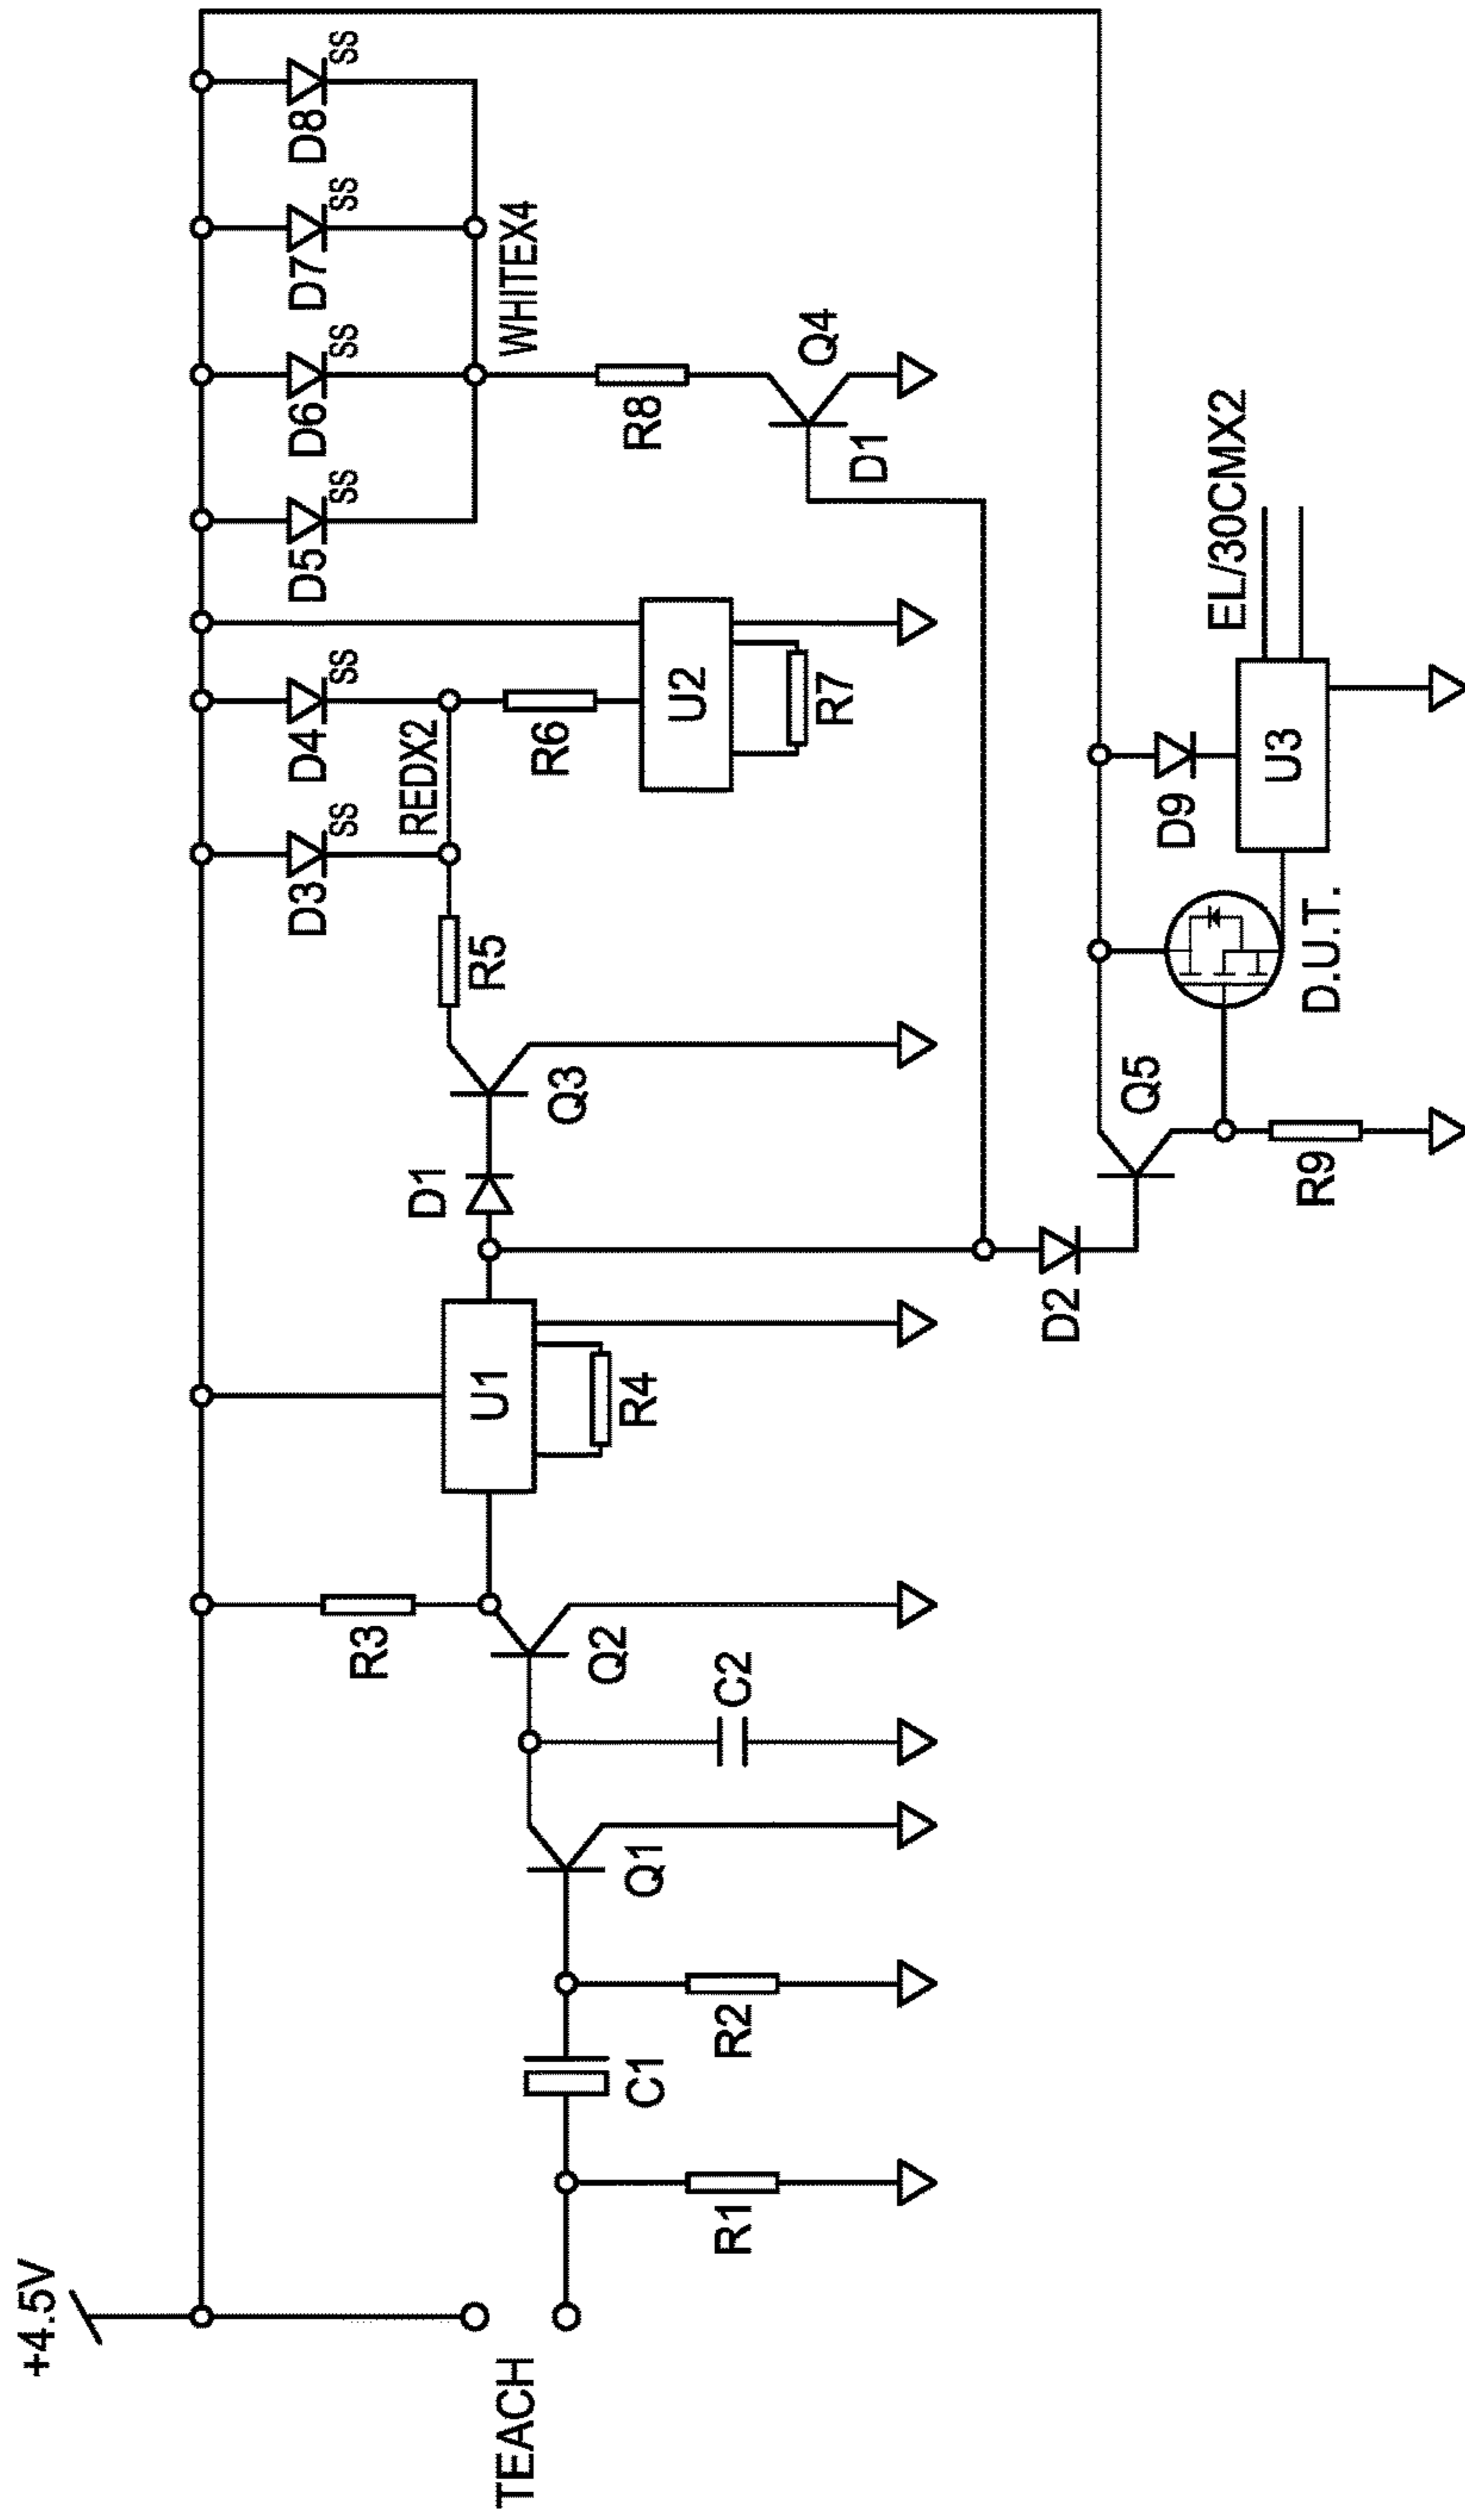 +4.5V
TEACH
R1
C1
R2
Q1
C2
Q2
R3
U1
R4
D1
Q3
R5
D3
SS
D4
SS
REDX2
R6
U2
R7
D5
SS
D6
SS
D7
SS
D8
SS
WHITEX4
R8
Q4
D1
D2
Q5
R9
D.U.T.
D9
U3
EL/30CMX2